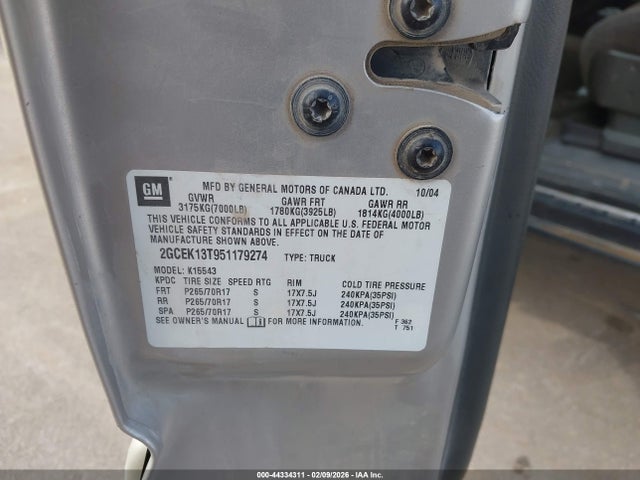 GM
MFD BY GENERAL MOTORS OF CANADA LTD. 10/04
GVWR GAWR FRT GAWR RR
3175KG(7000LB) 1780KG(3925LB) 1814KG(4000LB)
THIS VEHICLE CONFORMS TO ALL APPLICABLE U.S. FEDERAL MOTOR
VEHICLE SAFETY STANDARDS IN EFFECT ON THE DATE OF
MANUFACTURE SHOWN ABOVE.
2GCEK13T951179274 TYPE: TRUCK
MODEL: K15543
KPDC TIRE SIZE SPEED RTG RIM COLD TIRE PRESSURE
FRT P265/70R17 S 17X7.5J 240KPA(35PSI)
RR P265/70R17 S 17X7.5J 240KPA(35PSI)
SPA P265/70R17 S 17X7.5J 240KPA(35PSI)
SEE OWNER'S MANUAL FOR MORE INFORMATION. F 362
T 751
000-44334311 - 02/09/2026 - IAA Inc.